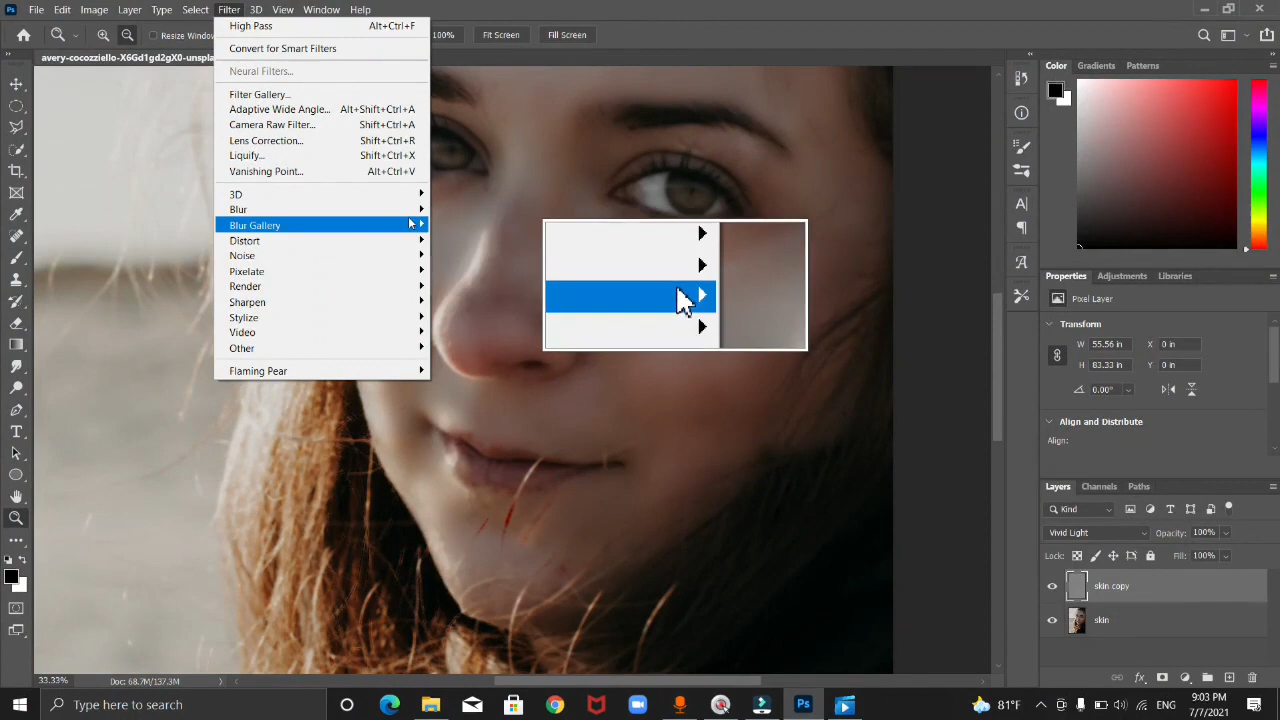 Ps File Edit Image Layer Type Select Filter 3D View Window Help
Resize Window
100% Fit Screen Fill Screen
avery-cocozziello-X6Gd1gd2gX0-unspla
High Pass Alt+Ctrl+F
Convert for Smart Filters
Neural Filters...
Filter Gallery...
Adaptive Wide Angle... Alt+Shift+Ctrl+A
Camera Raw Filter... Shift+Ctrl+A
Lens Correction... Shift+Ctrl+R
Liquify... Shift+Ctrl+X
Vanishing Point... Alt+Ctrl+V
3D
Blur
Blur Gallery
Distort
Noise
Pixelate
Render
Sharpen
Stylize
Video
Other
Flaming Pear
Color Gradients Patterns
Properties Adjustments Libraries
Pixel Layer
Transform
W 55.56 in X 0 in
H 83.33 in Y 0 in
0.00°
Align and Distribute
Align:
Layers Channels Paths
Kind
Vivid Light Opacity: 100%
Lock: Fill: 100%
skin copy
skin
33.33% Doc: 68.7M/137.3M
Type here to search
81°F ENG
9:03 PM
7/7/2021